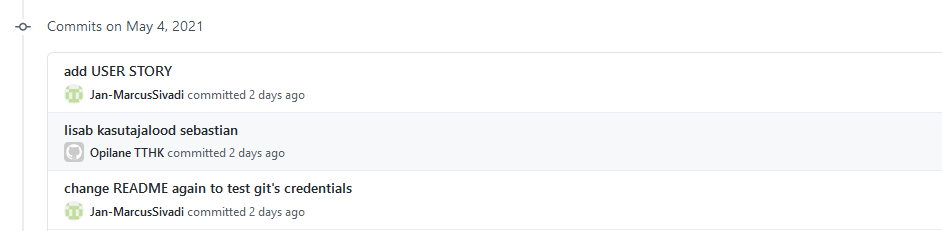 Commits on May 4, 2021
add USER STORY
Jan-MarcusSivadi committed 2 days ago
lisab kasutajalood sebastian
Opilane TTHK committed 2 days ago
change README again to test git's credentials
Jan-MarcusSivadi committed 2 days ago